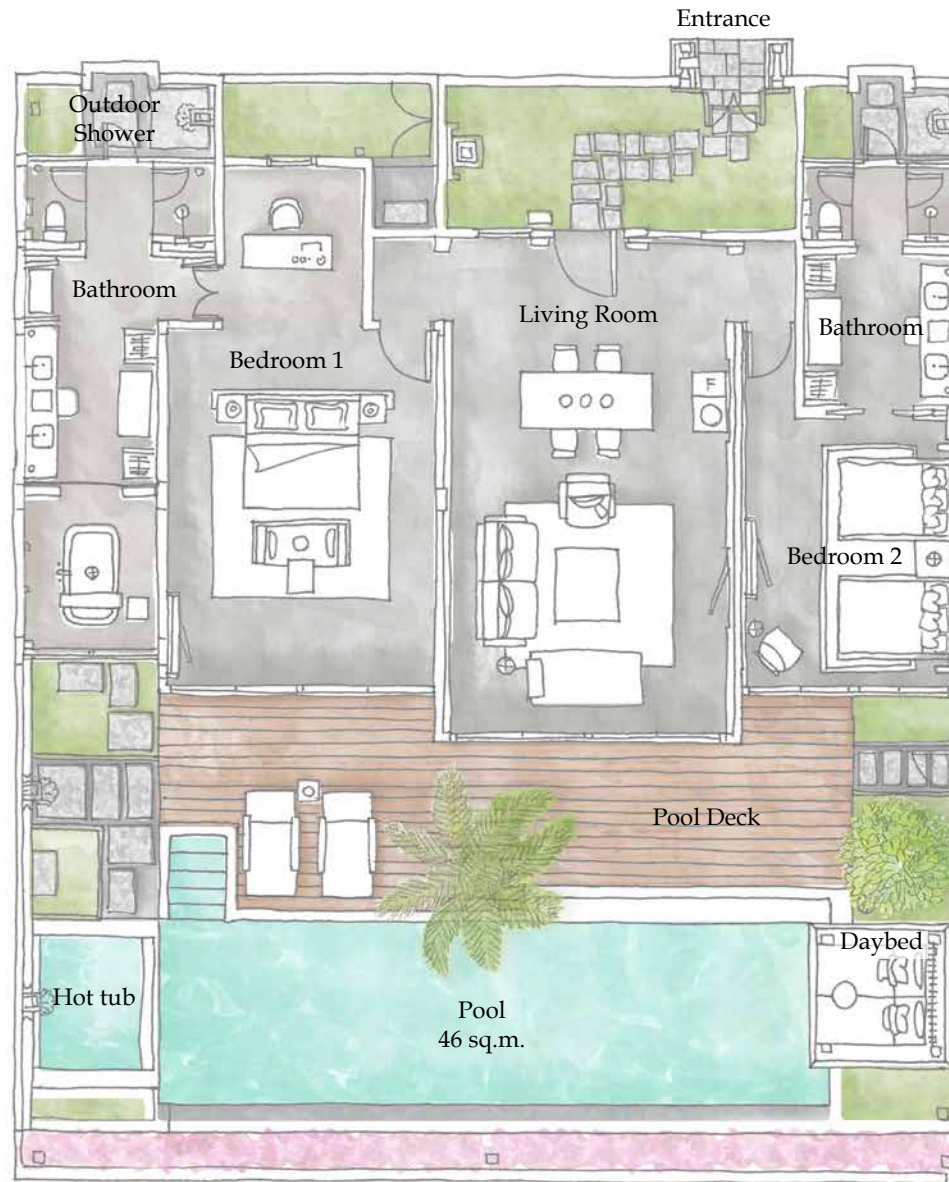 Entrance
Outdoor
Shower
Bathroom
Living Room
Bathroom
Bedroom 1
F
Bedroom 2
Pool Deck
Daybed
Hot tub
Pool
46 sq.m.